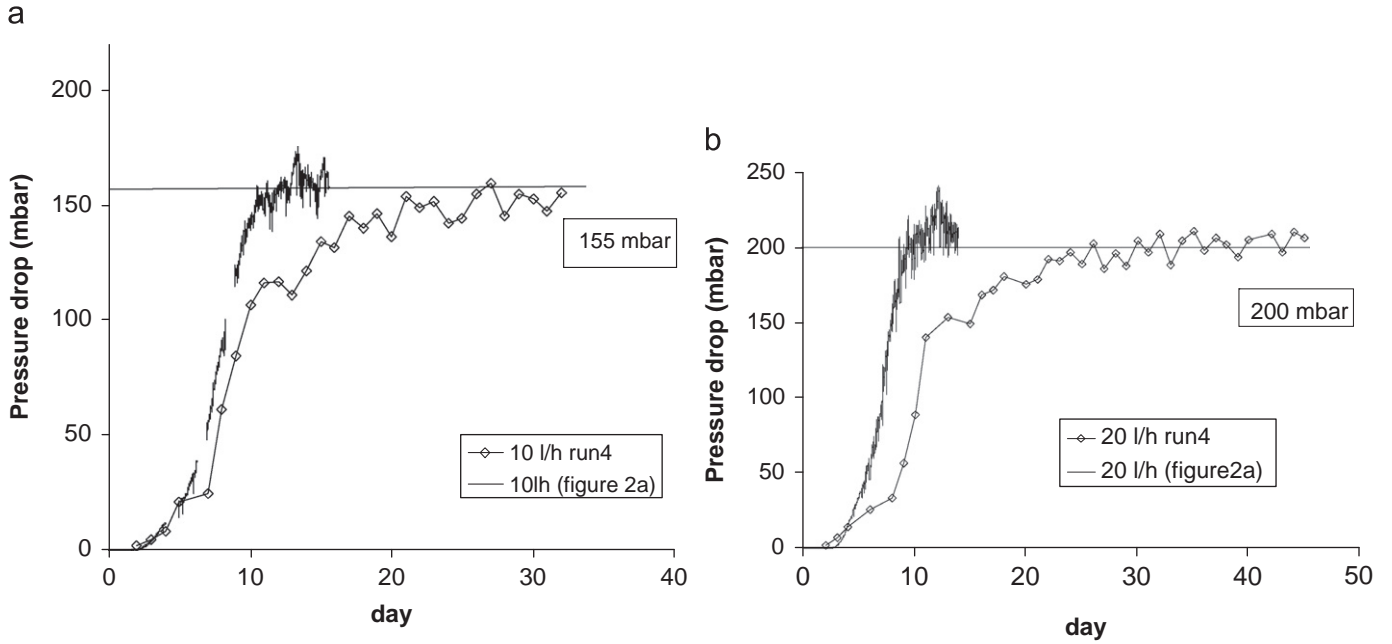 a
200
150
100
50
0
0 10 20 30 40
Pressure drop (mbar)
day
155 mbar
10 l/h run4
10lh (figure 2a)
b
250
200
150
100
50
0
0 10 20 30 40 50
Pressure drop (mbar)
day
200 mbar
20 l/h run4
20 l/h (figure2a)